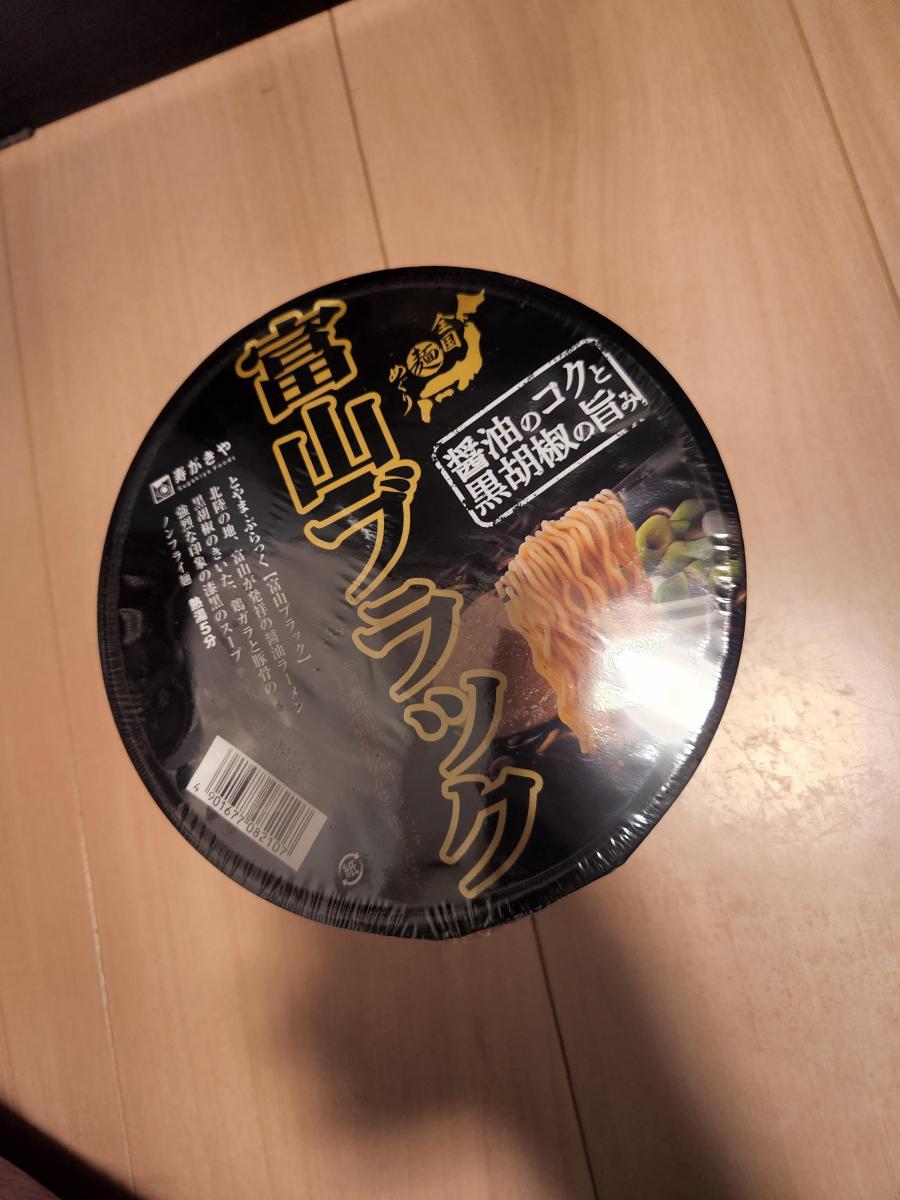 全国
麺
めぐり
富山ブラック
醤油のコクと
黒胡椒の旨み
寿がきや
Sugakiya Foods
とやま・ぶらっく【富山ブラック】
北陸の地、富山が発祥の醤油ラーメン
黒胡椒のきいた、鶏ガラと豚骨の
強烈な印象の漆黒のスープ
ノンフライ麺 熱湯5分
4 901677 082107
紙